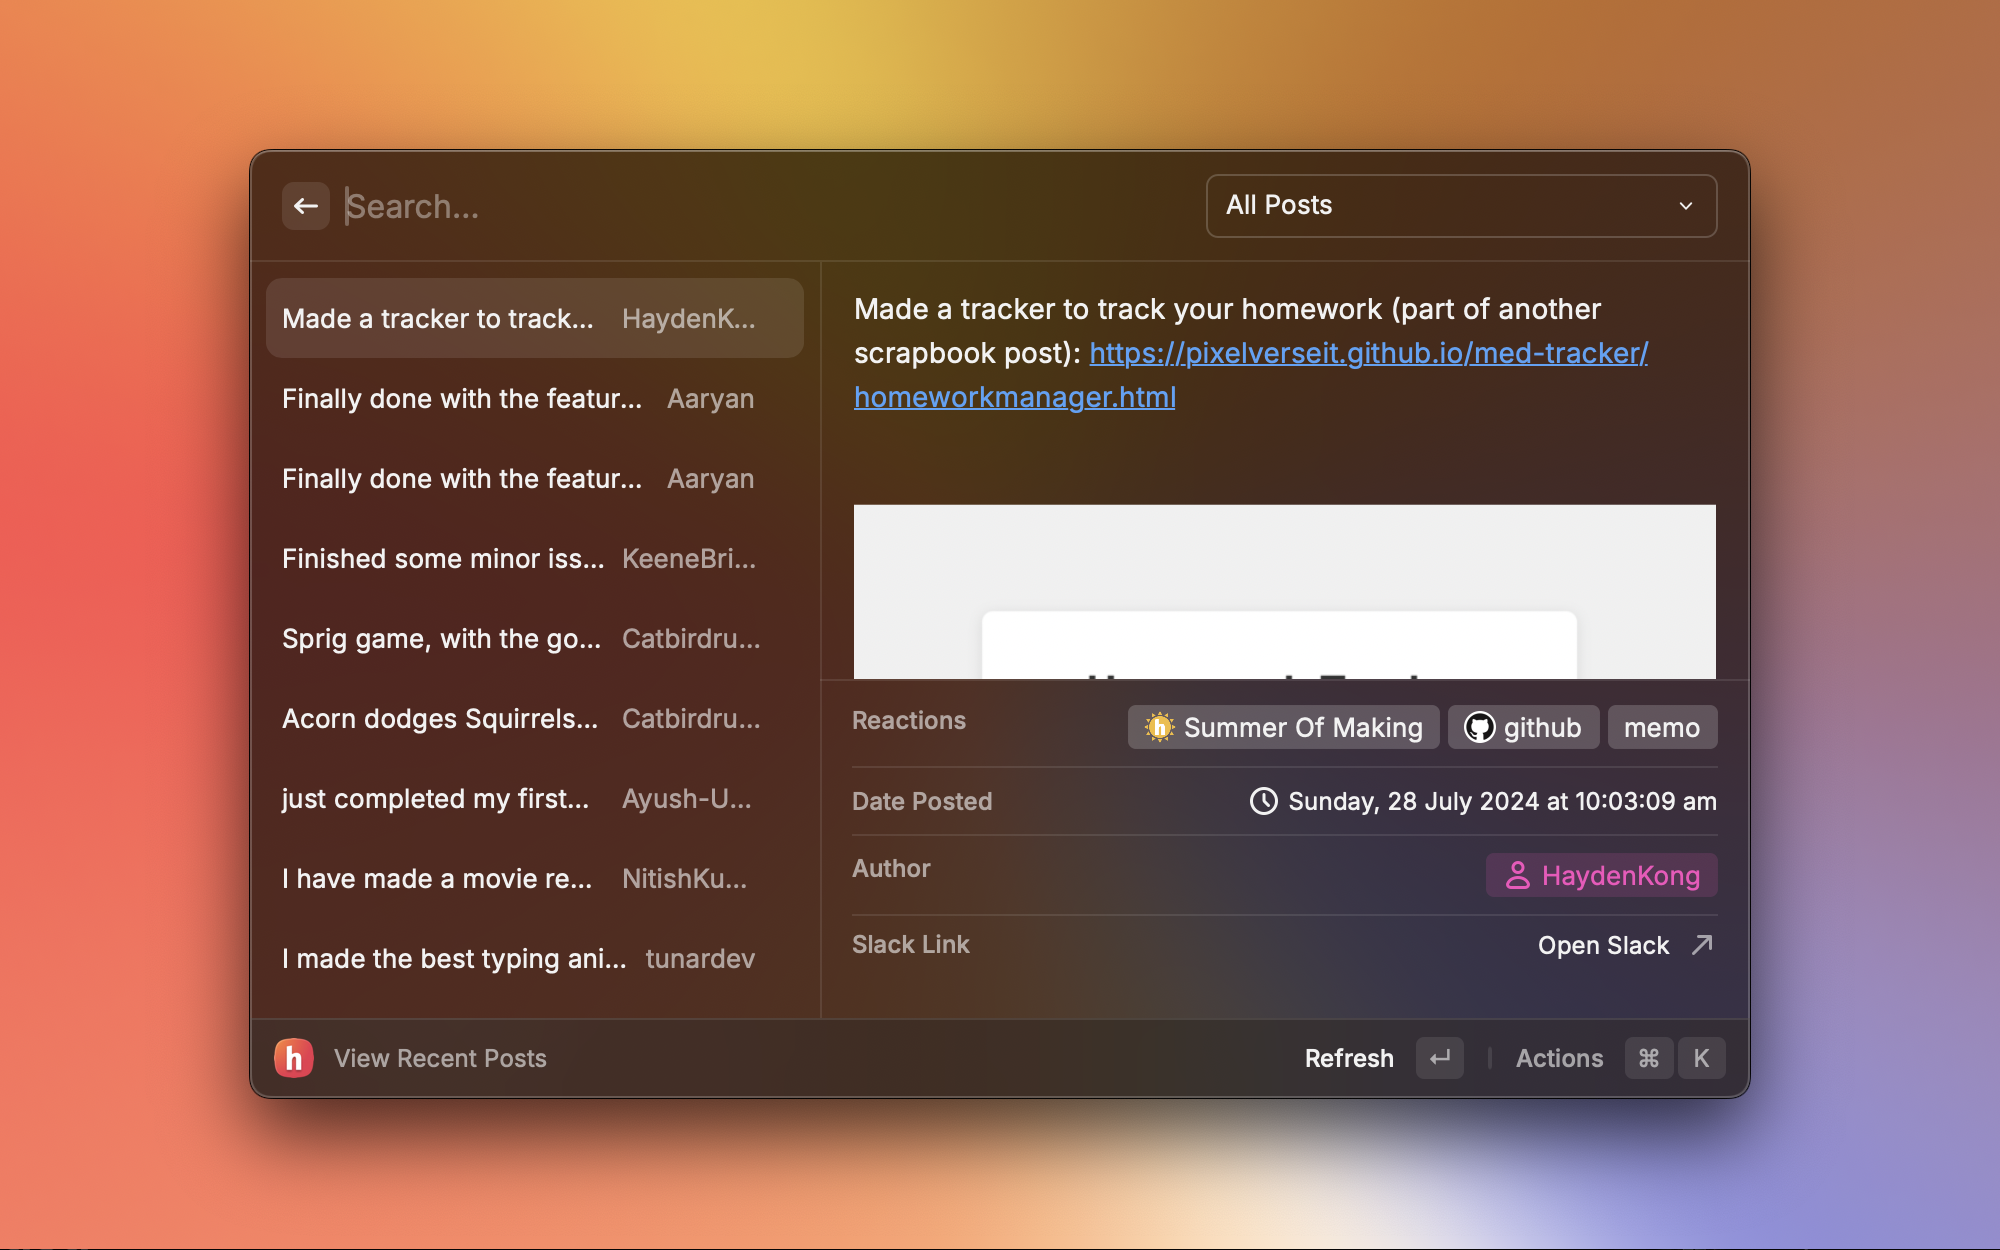 Search...
All Posts
Made a tracker to track... HaydenK...
Finally done with the featur... Aaryan
Finally done with the featur... Aaryan
Finished some minor iss... KeeneBri...
Sprig game, with the go... Catbirdru...
Acorn dodges Squirrels... Catbirdru...
just completed my first... Ayush-U...
I have made a movie re... NitishKu...
I made the best typing ani... tunardev
Made a tracker to track your homework (part of another
scrapbook post): https://pixelverseit.github.io/med-tracker/
homeworkmanager.html
Reactions h Summer Of Making github memo
Date Posted Sunday, 28 July 2024 at 10:03:09 am
Author HaydenKong
Slack Link Open Slack
h View Recent Posts Refresh Actions ⌘ K